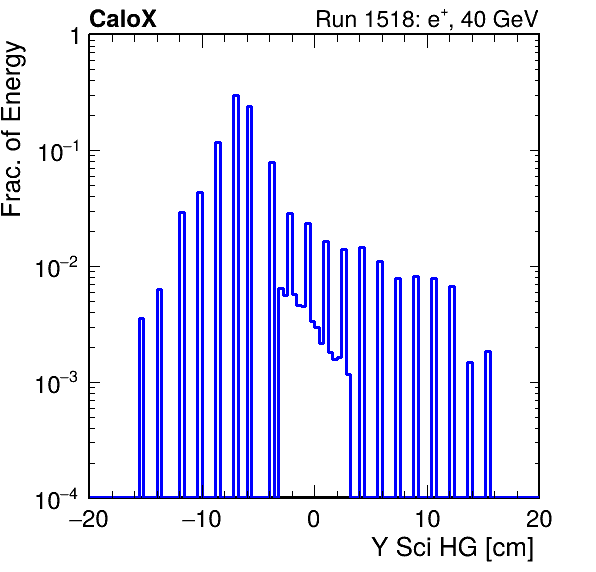 CaloX Run 1518: e⁺, 40 GeV
Frac. of Energy
1
10⁻¹
10⁻²
10⁻³
10⁻⁴
−20 −10 0 10 20
Y Sci HG [cm]